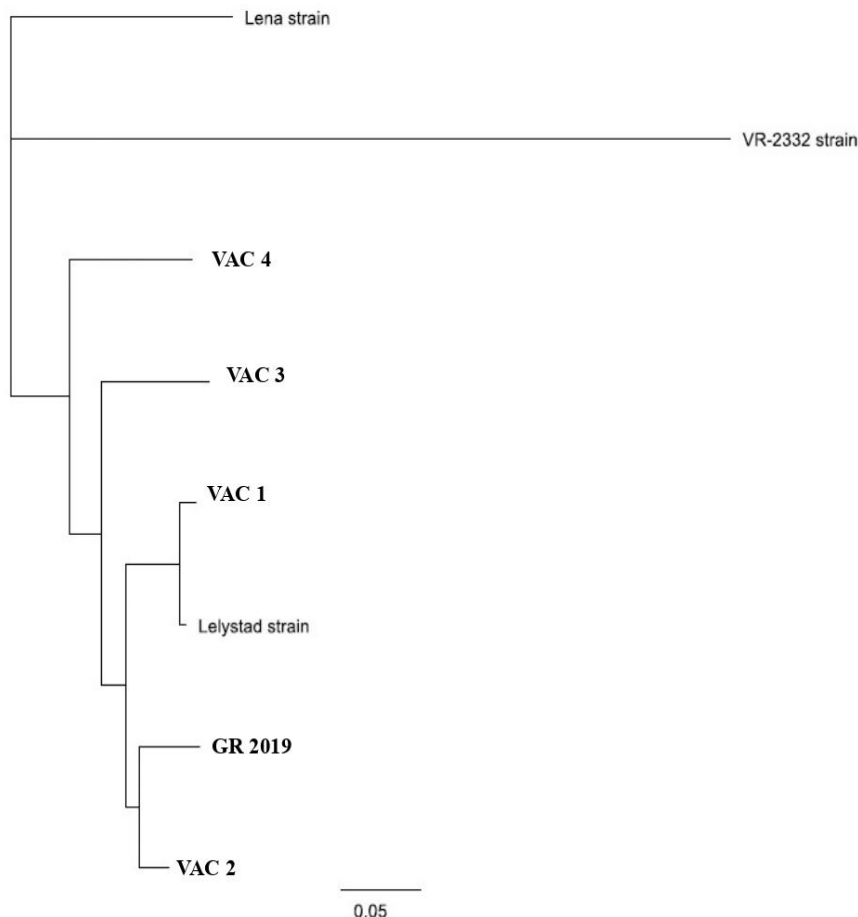 Lena strain
VR-2332 strain
VAC 4
VAC 3
VAC 1
Lelystad strain
GR 2019
VAC 2
0.05